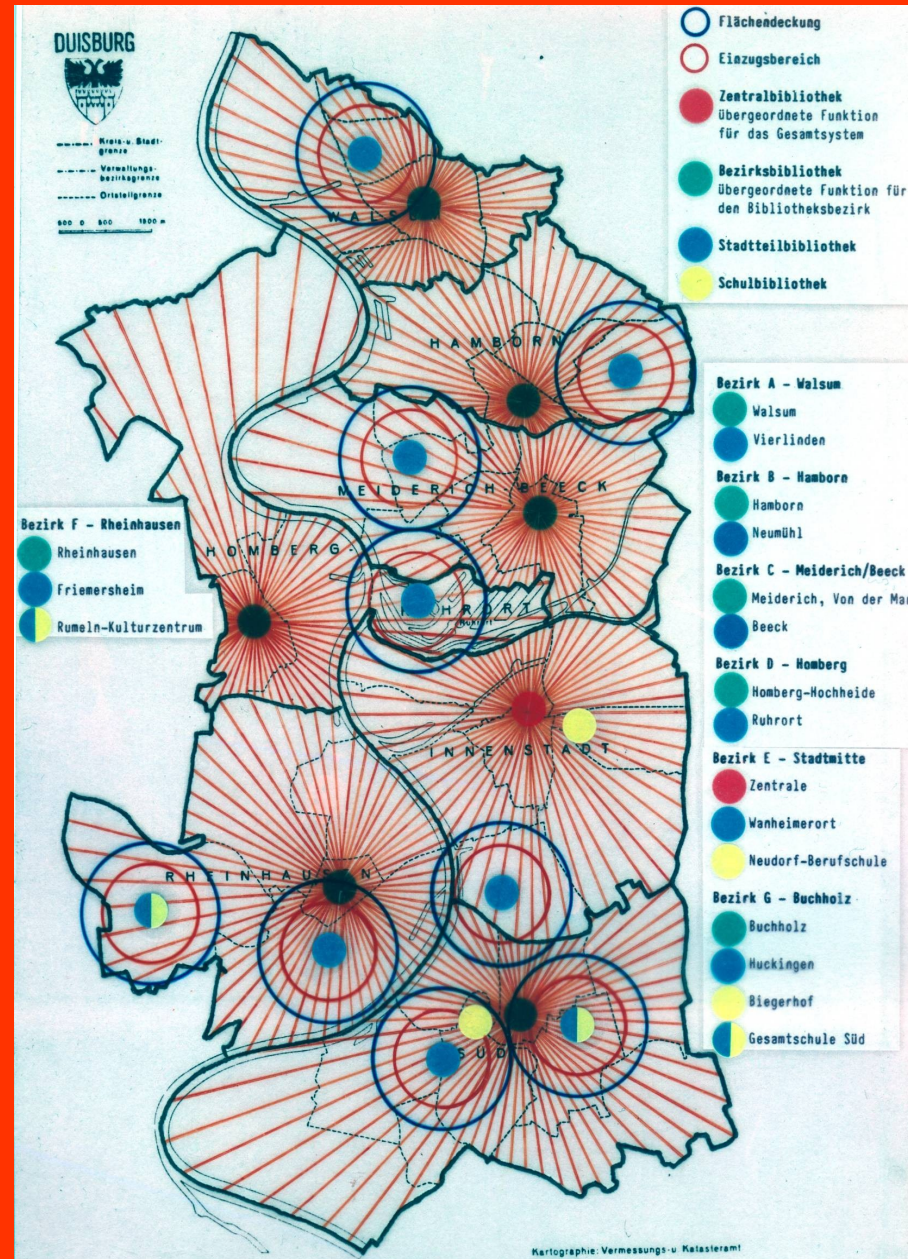 DUISBURG
Kreis-u. Stadt-
grenze
Verwaltungs-
bezirksgrenze
Ortsteilgrenze
500 0 500 1500 m
Flächendeckung
Einzugsbereich
Zentralbibliothek
übergeordnete Funktion
für das Gesamtsystem
Bezirksbibliothek
übergeordnete Funktion für
den Bibliotheksbezirk
Stadtteilbibliothek
Schulbibliothek
WALSUM
HAMBORN
MEIDERICH BEECK
HOMBERG
RUHRORT
INNENSTADT
RHEINHAUSEN
SÜD
Bezirk F - Rheinhausen
Rheinhausen
Friemersheim
Rumeln-Kulturzentrum
Bezirk A - Walsum
Walsum
Vierlinden
Bezirk B - Hamborn
Hamborn
Neumühl
Bezirk C - Meiderich/Beeck
Meiderich, Von der Mar
Beeck
Bezirk D - Homberg
Homberg-Hochheide
Ruhrort
Bezirk E - Stadtmitte
Zentrale
Wanheimerort
Neudorf-Berufschule
Bezirk G - Buchholz
Buchholz
Huckingen
Biegerhof
Gesamtschule Süd
Kartographie: Vermessungs-u Katasteramt